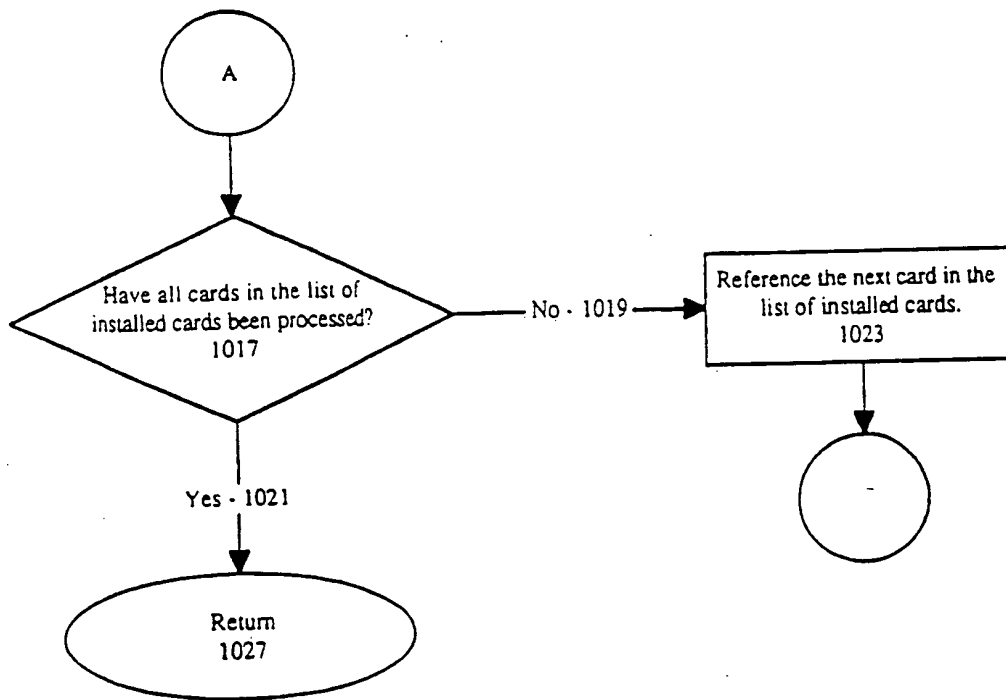 A
Have all cards in the list of
installed cards been processed?
1017
No - 1019
Reference the next card in the
list of installed cards.
1023
Yes - 1021
Return
1027